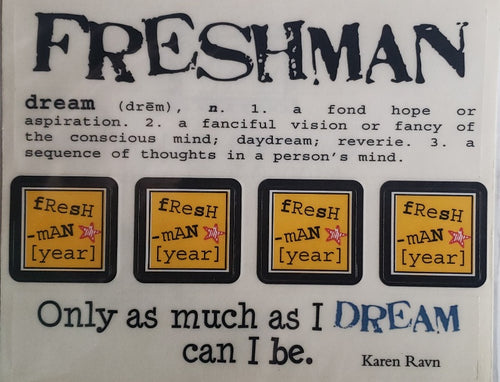 FRESHMAN
dream (drēm), n. 1. a fond hope or
aspiration. 2. a fanciful vision or fancy of
the conscious mind; daydream; reverie. 3. a
sequence of thoughts in a person's mind.
fResH
-mAN
[year]
fResH
-mAN
[year]
fResH
-mAN
[year]
fResH
-mAN
[year]
Only as much as I DREAM
can I be.
Karen Ravn